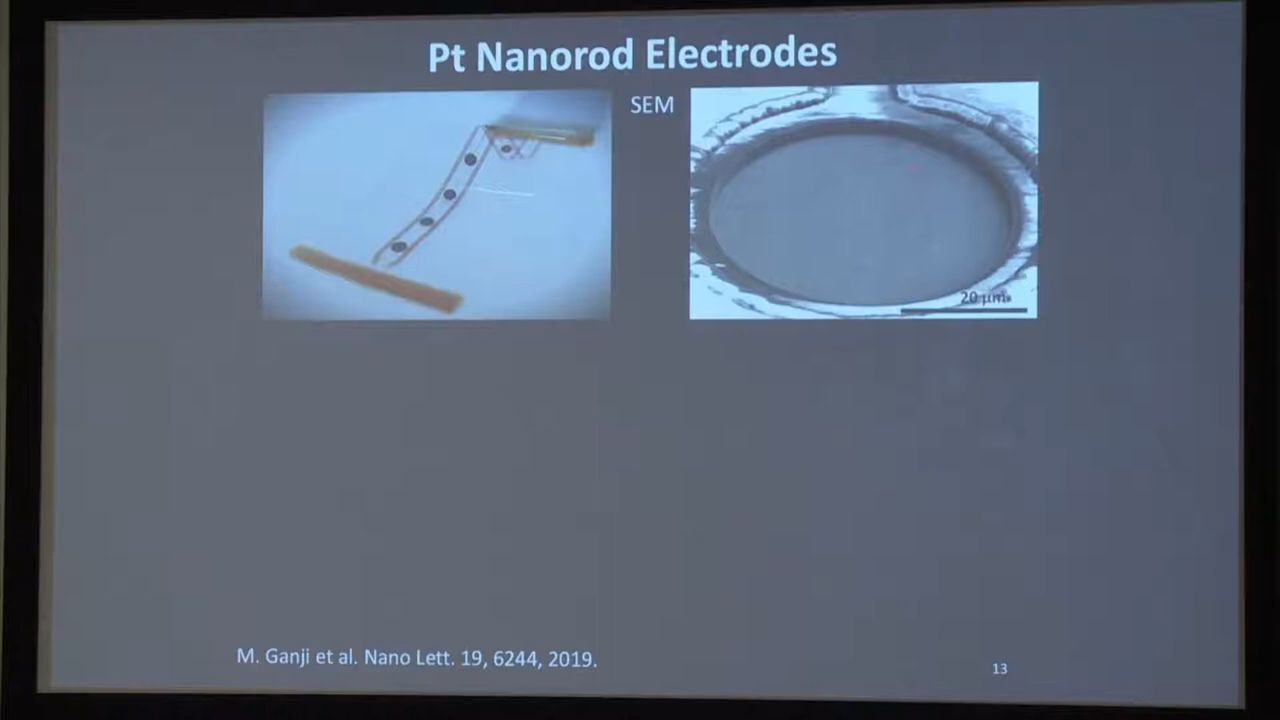 Pt Nanorod Electrodes
SEM
20 μm
M. Ganji et al. Nano Lett. 19, 6244, 2019.
13